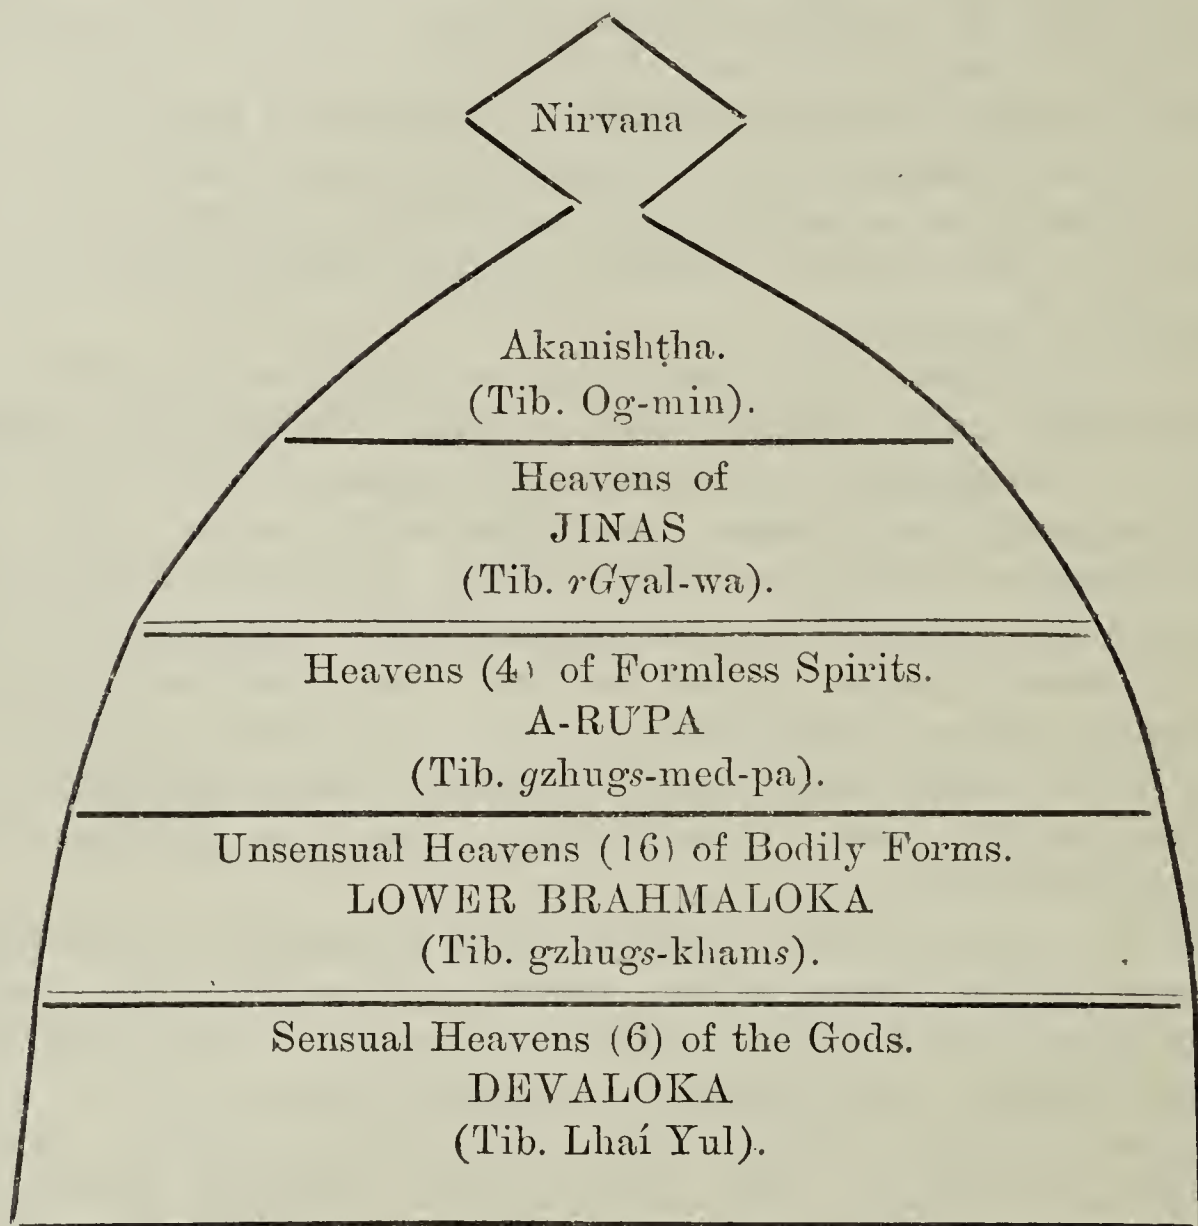 Nirvana
Akanishṭha.
(Tib. Og-min).
Heavens of
JINAS
(Tib. rGyal-wa).
Heavens (4) of Formless Spirits.
A-RŪPA
(Tib. gzhugs-med-pa).
Unsensual Heavens (16) of Bodily Forms.
LOWER BRAHMALOKA
(Tib. gzhugs-khams).
Sensual Heavens (6) of the Gods.
DEVALOKA
(Tib. Lhaí Yul).